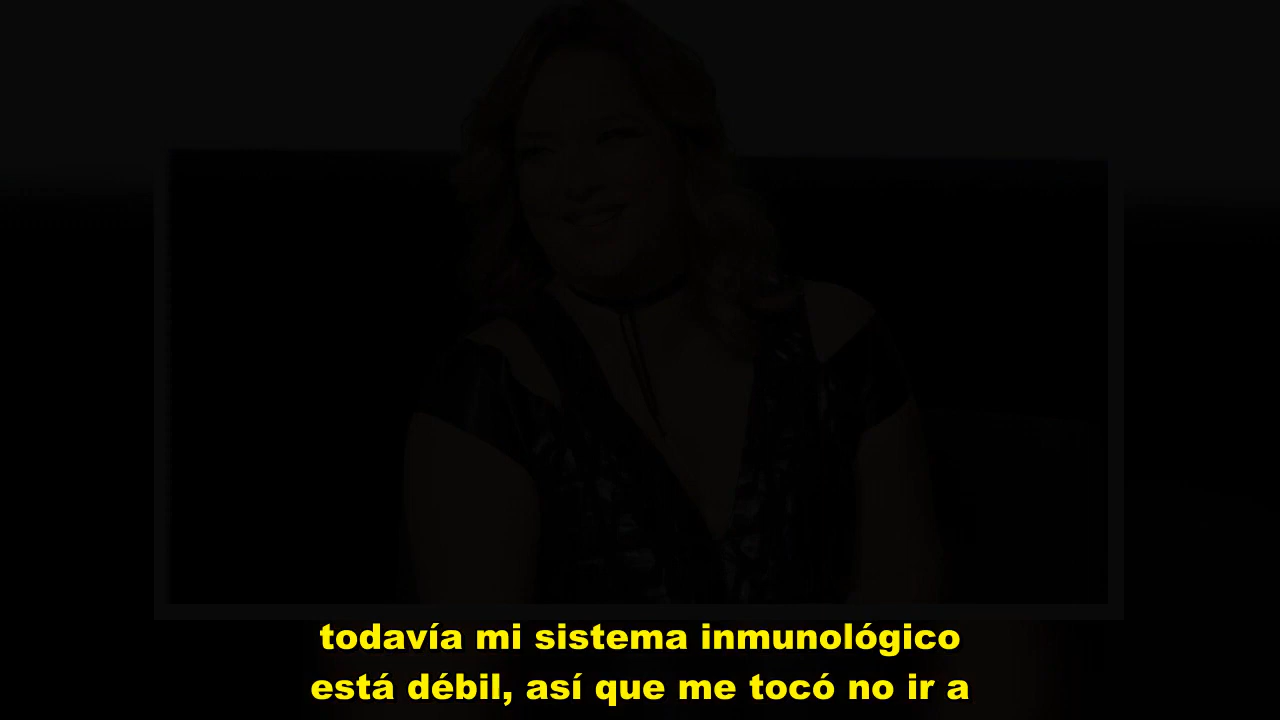 todavía mi sistema inmunológico
está débil, así que me tocó no ir a